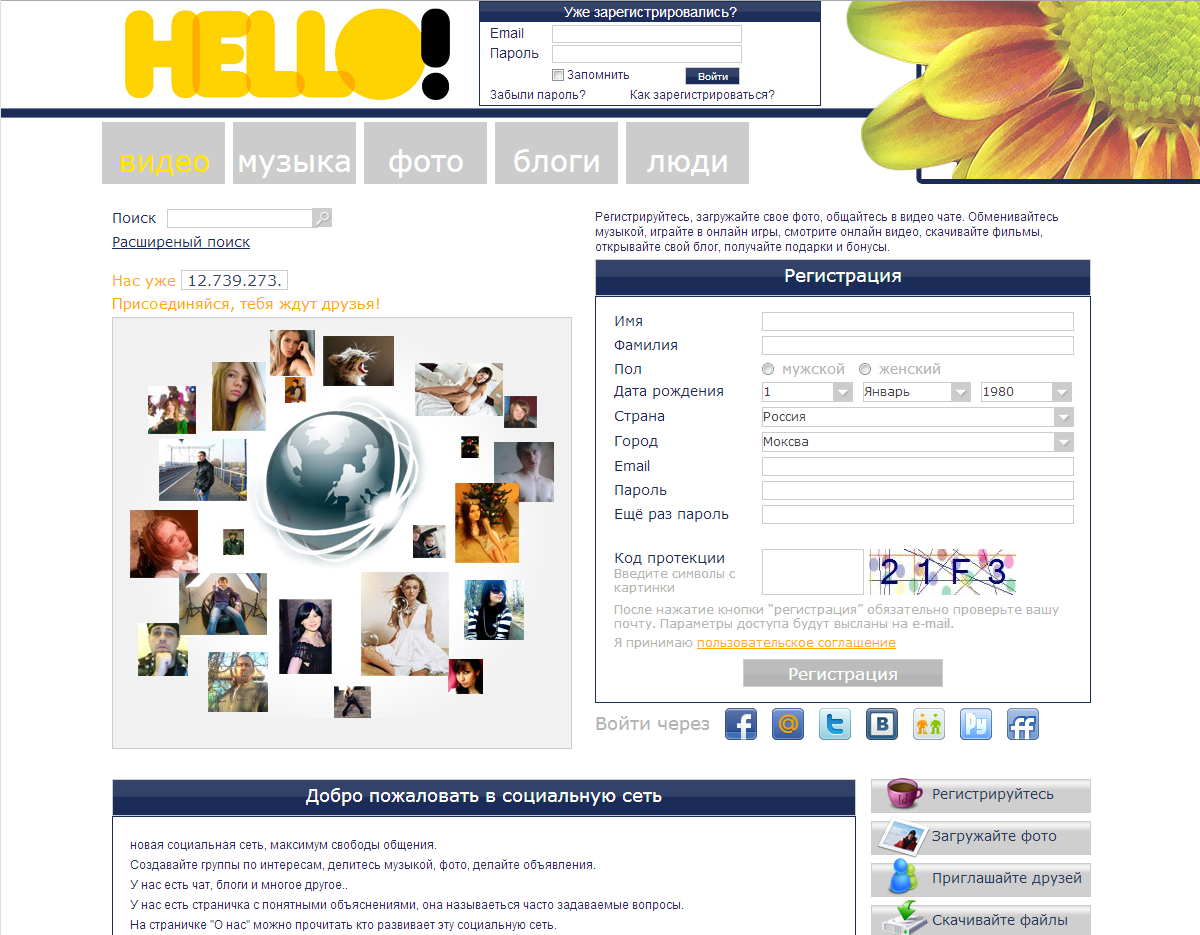 HELLO!
Уже зарегистрировались?
Email
Пароль
Запомнить
Войти
Забыли пароль? Как зарегистрироваться?
видео музыка фото блоги люди
Поиск
Расширеный поиск
Нас уже 12.739.273.
Присоединяйся, тебя ждут друзья!
Регистрируйтесь, загружайте свое фото, общайтесь в видео чате. Обменивайтесь
музыкой, играйте в онлайн игры, смотрите онлайн видео, скачивайте фильмы,
открывайте свой блог, получайте подарки и бонусы.
Регистрация
Имя
Фамилия
Пол мужской женский
Дата рождения 1 Январь 1980
Страна Россия
Город Моксва
Email
Пароль
Ещё раз пароль
Код протекции
Введите символы с
картинки
2 1 F 3
После нажатие кнопки “регистрация” обязательно проверьте вашу
почту. Параметры доступа будут высланы на e-mail.
Я принимаю пользовательское соглашение
Регистрация
Войти через f @ t B Ру ff
Добро пожаловать в социальную сеть
новая социальная сеть, максимум свободы общения.
Создавайте группы по интересам, делитесь музыкой, фото, делайте объявления.
У нас есть чат, блоги и многое другое..
У нас есть страничка с понятными объяснениями, она называеться часто задаваемые вопросы.
На страничке "О нас" можно прочитать кто развивает эту социальную сеть.
Регистрируйтесь
Загружайте фото
Приглашайте друзей
Скачивайте файлы